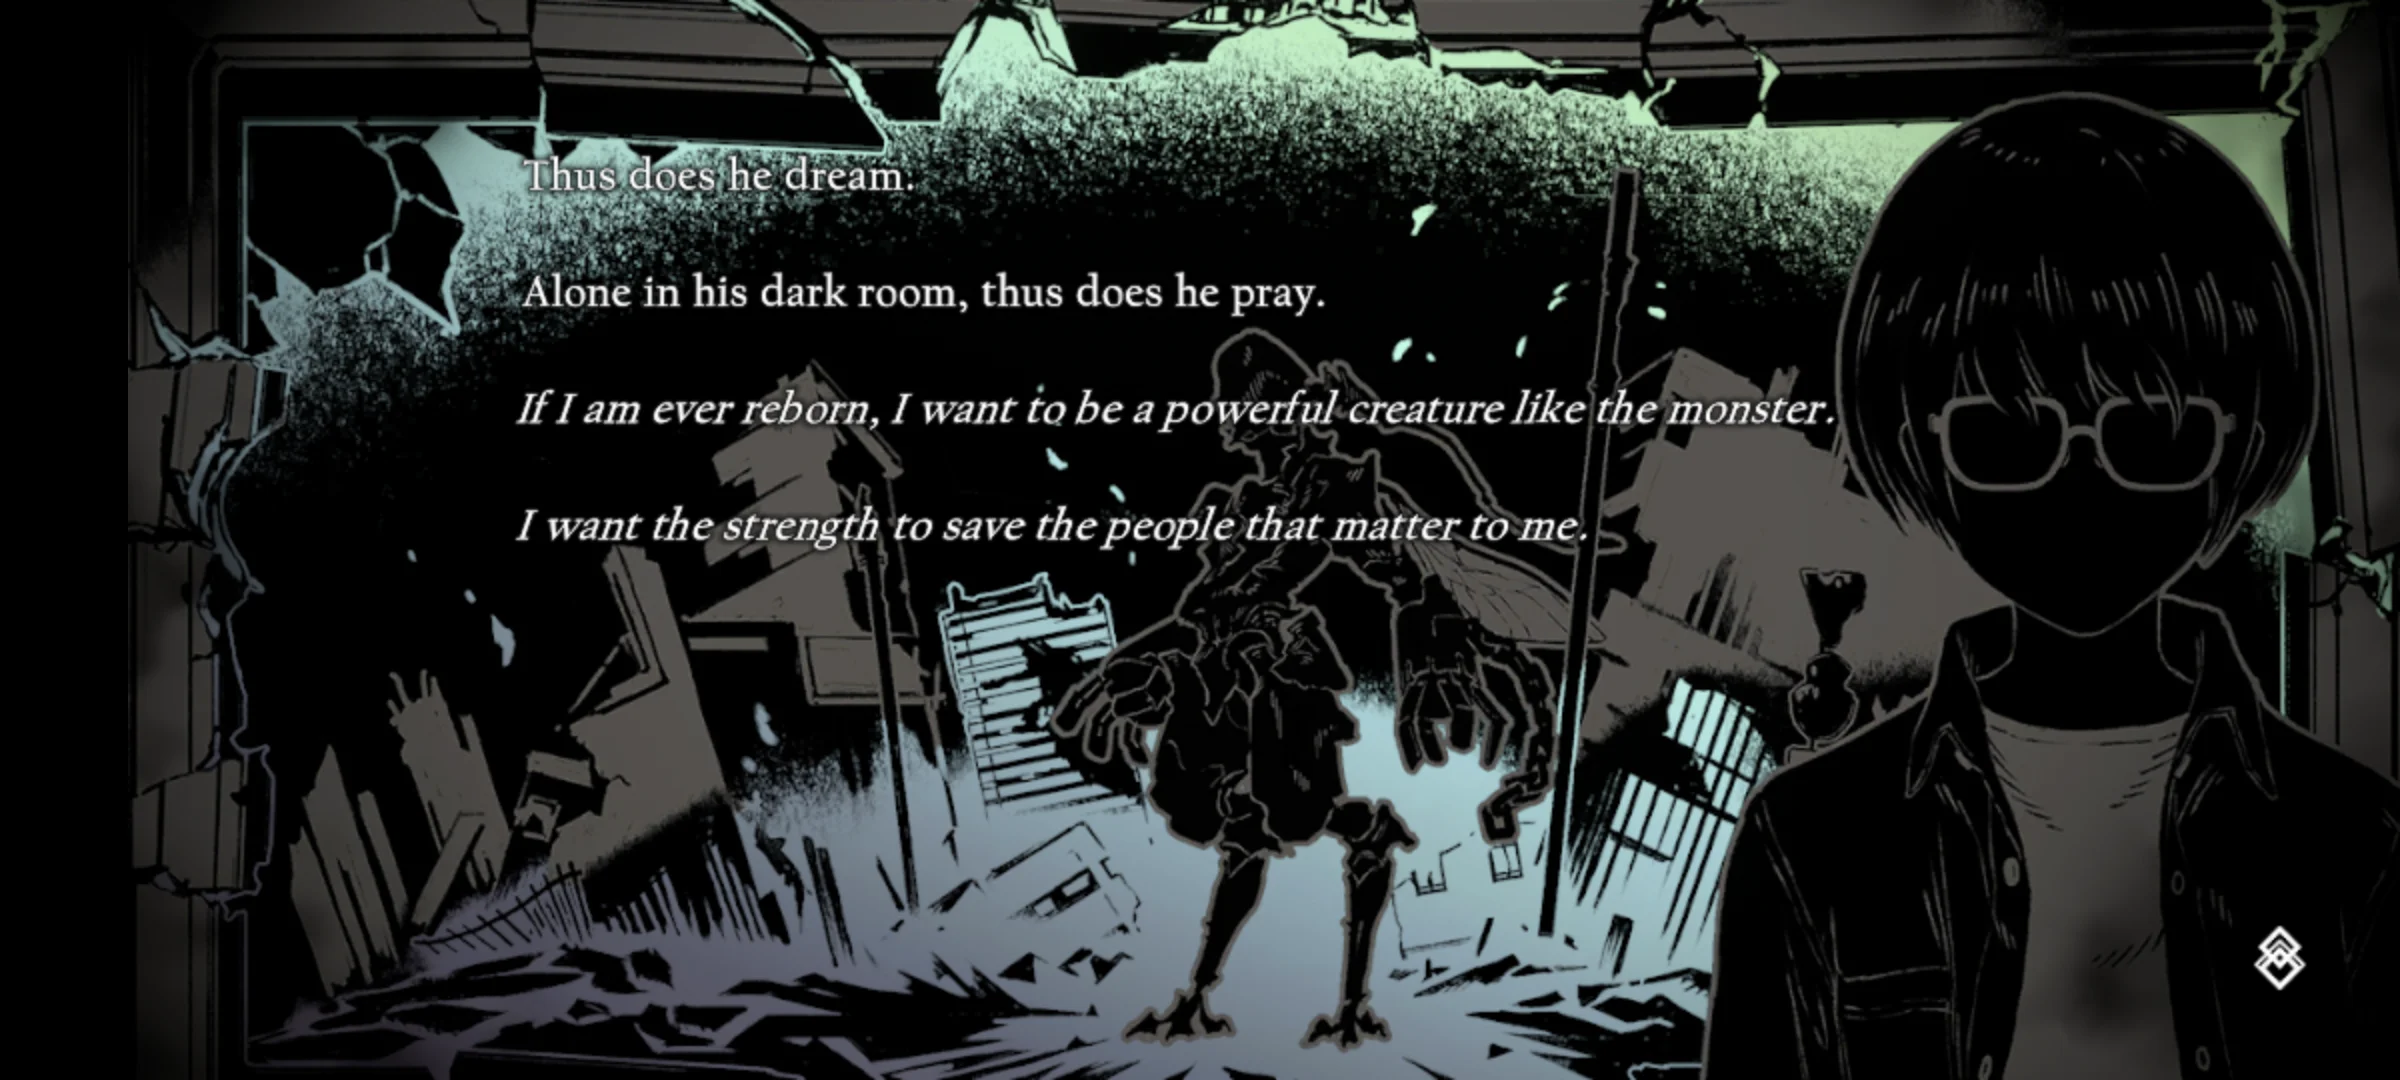 Thus does he dream.
Alone in his dark room, thus does he pray.
If I am ever reborn, I want to be a powerful creature like the monster.
I want the strength to save the people that matter to me.